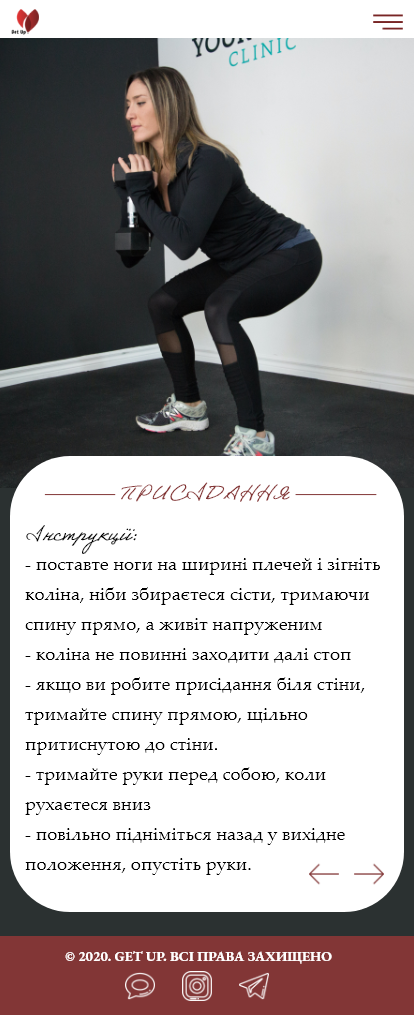 Get Up
YOUR
CLINIC
ПРИСІДАННЯ
Інструкції:
- поставте ноги на ширині плечей і зігніть
коліна, ніби збираєтеся сісти, тримаючи
спину прямо, а живіт напруженим
- коліна не повинні заходити далі стоп
- якщо ви робите присідання біля стіни,
тримайте спину прямою, щільно
притиснутою до стіни.
- тримайте руки перед собою, коли
рухаєтеся вниз
- повільно підніміться назад у вихідне
положення, опустіть руки.
© 2020. GET UP. ВСІ ПРАВА ЗАХИЩЕНО